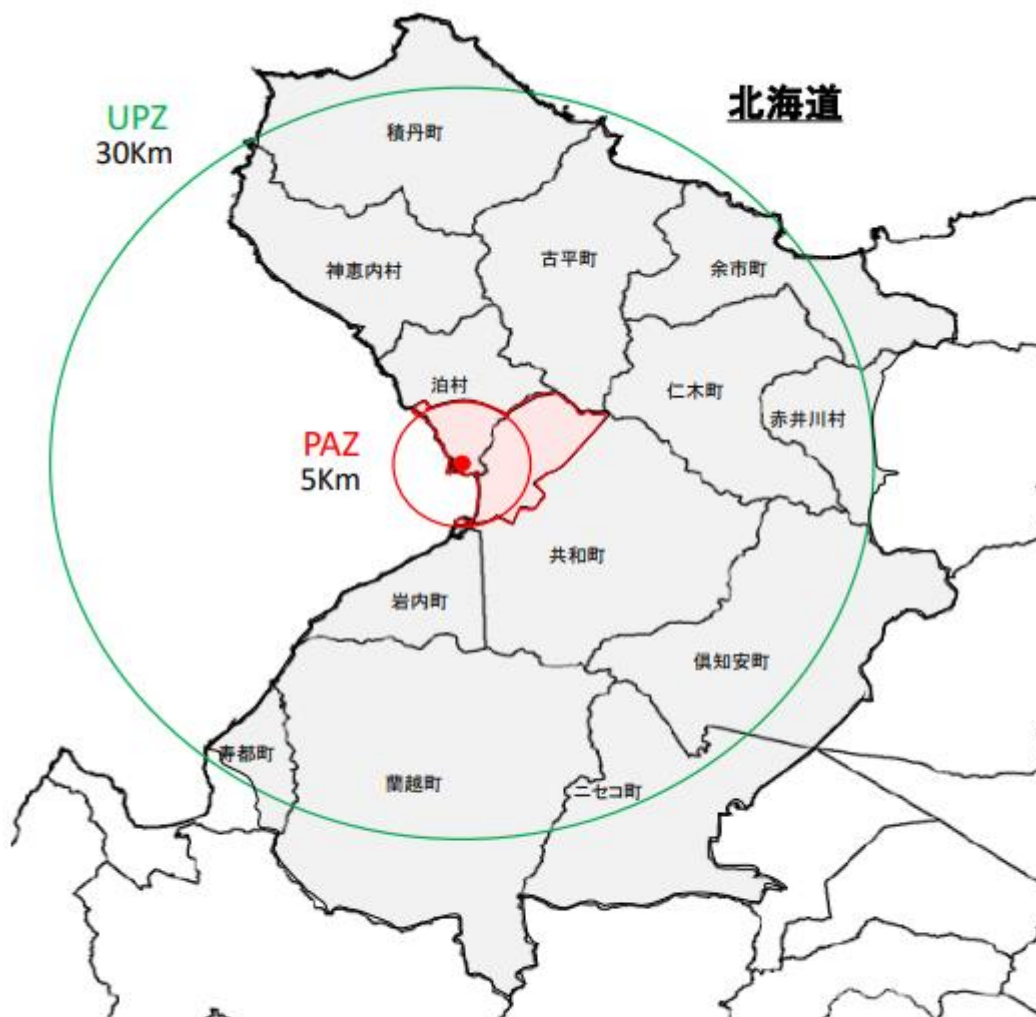 北海道
UPZ
30Km
積丹町
神恵内村
古平町
余市町
泊村
仁木町
赤井川村
PAZ
5Km
共和町
岩内町
倶知安町
寿都町
蘭越町
ニセコ町